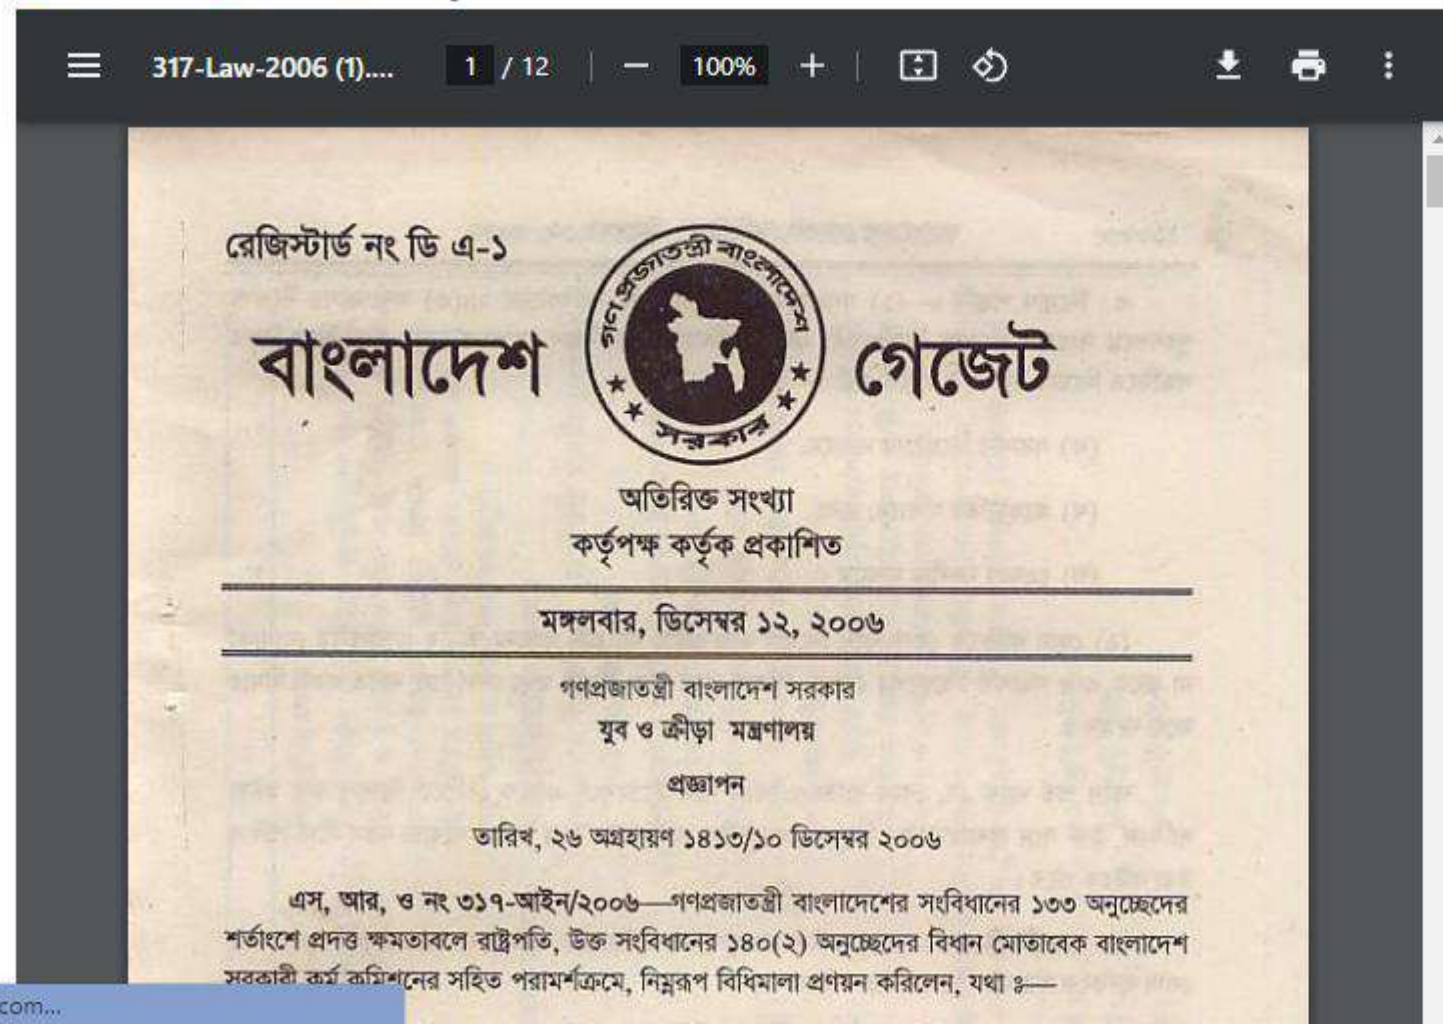 317-Law-2006 (1)....
1 / 12
100%
রেজিস্টার্ড নং ডি এ-১
গণপ্রজাতন্ত্রী বাংলাদেশ
সরকার
বাংলাদেশ গেজেট
অতিরিক্ত সংখ্যা
কর্তৃপক্ষ কর্তৃক প্রকাশিত
মঙ্গলবার, ডিসেম্বর ১২, ২০০৬
গণপ্রজাতন্ত্রী বাংলাদেশ সরকার
যুব ও ক্রীড়া মন্ত্রণালয়
প্রজ্ঞাপন
তারিখ, ২৬ অগ্রহায়ণ ১৪১৩/১০ ডিসেম্বর ২০০৬
এস, আর, ও নং ৩১৭-আইন/২০০৬—গণপ্রজাতন্ত্রী বাংলাদেশের সংবিধানের ১৩৩ অনুচ্ছেদের
শর্তাংশে প্রদত্ত ক্ষমতাবলে রাষ্ট্রপতি, উক্ত সংবিধানের ১৪০(২) অনুচ্ছেদের বিধান মোতাবেক বাংলাদেশ
সরকারী কর্ম কমিশনের সহিত পরামর্শক্রমে, নিম্নরূপ বিধিমালা প্রণয়ন করিলেন, যথা ঃ—
com...